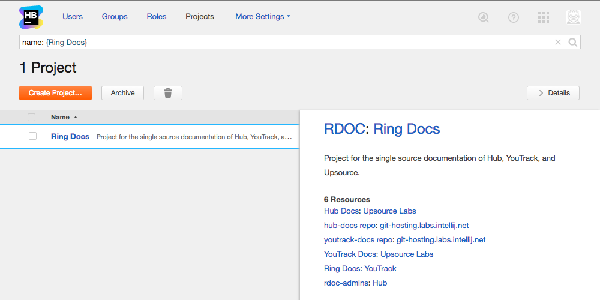 HB
Users Groups Roles Projects More Settings
name: {Ring Docs}
1 Project
Create Project... Archive Details
Name
Ring Docs Project for the single source documentation of Hub, YouTrack, a...
RDOC: Ring Docs
Project for the single source documentation of Hub, YouTrack, and
Upsource.
6 Resources
Hub Docs: Upsource Labs
hub-docs repo: git-hosting.labs.intellij.net
youtrack-docs repo: git-hosting.labs.intellij.net
YouTrack Docs: Upsource Labs
Ring Docs: YouTrack
rdoc-admins: Hub